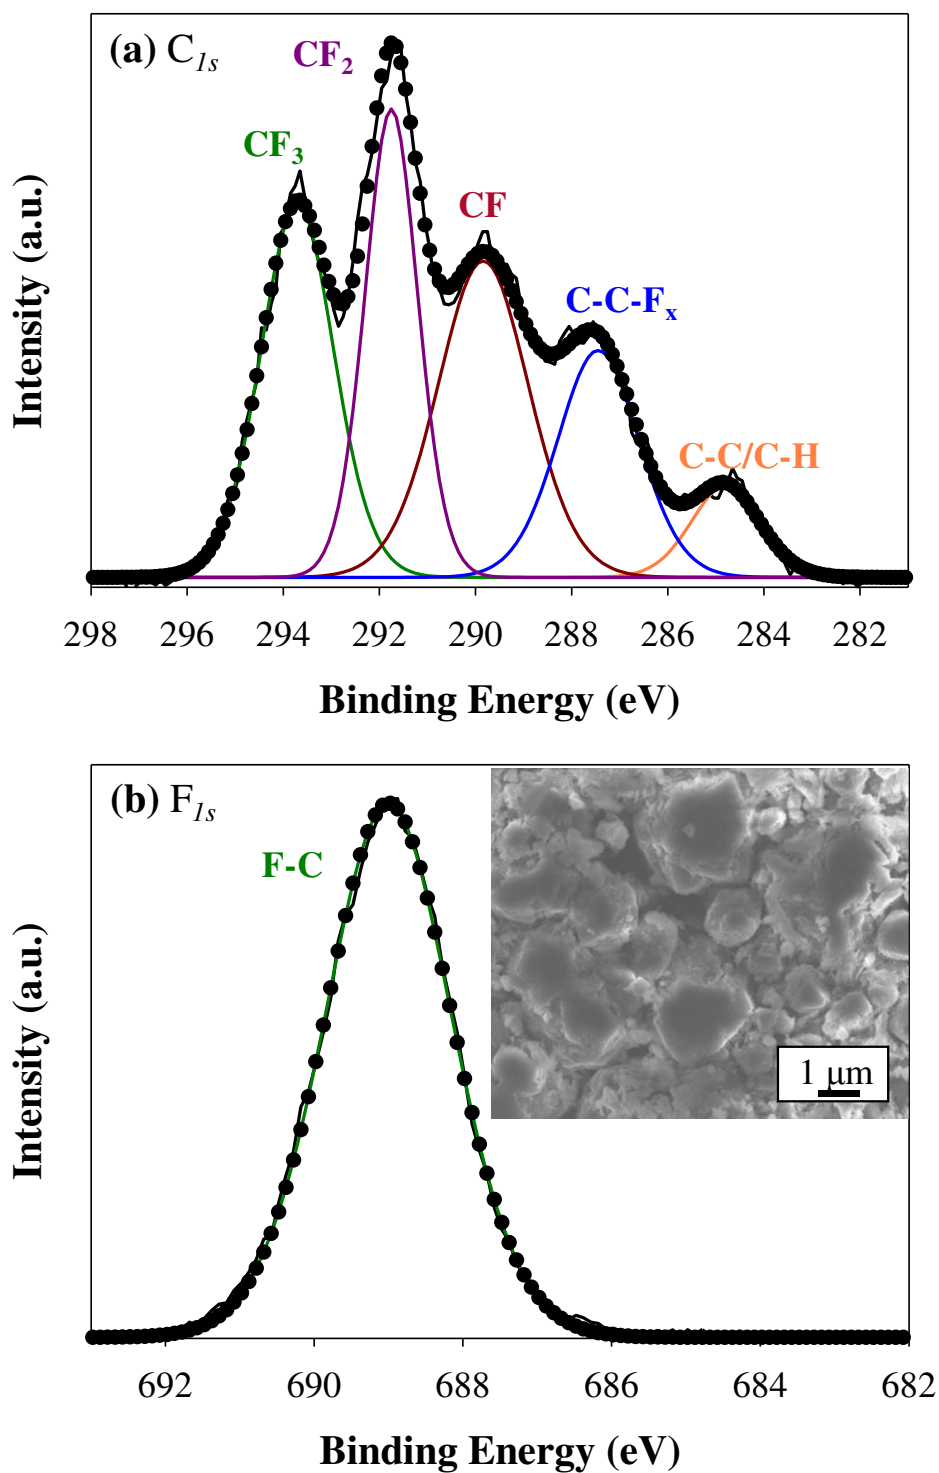 (a) C1s
CF2
CF3
CF
C-C-Fx
C-C/C-H
Intensity (a.u.)
298 296 294 292 290 288 286 284 282
Binding Energy (eV)
(b) F1s
F-C
1 μm
Intensity (a.u.)
692 690 688 686 684 682
Binding Energy (eV)